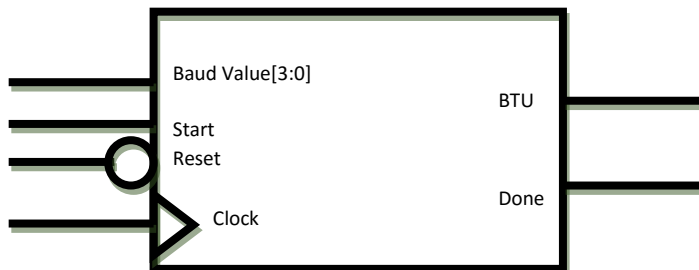 Baud Value[3:0]
BTU
Start
Reset
Done
Clock